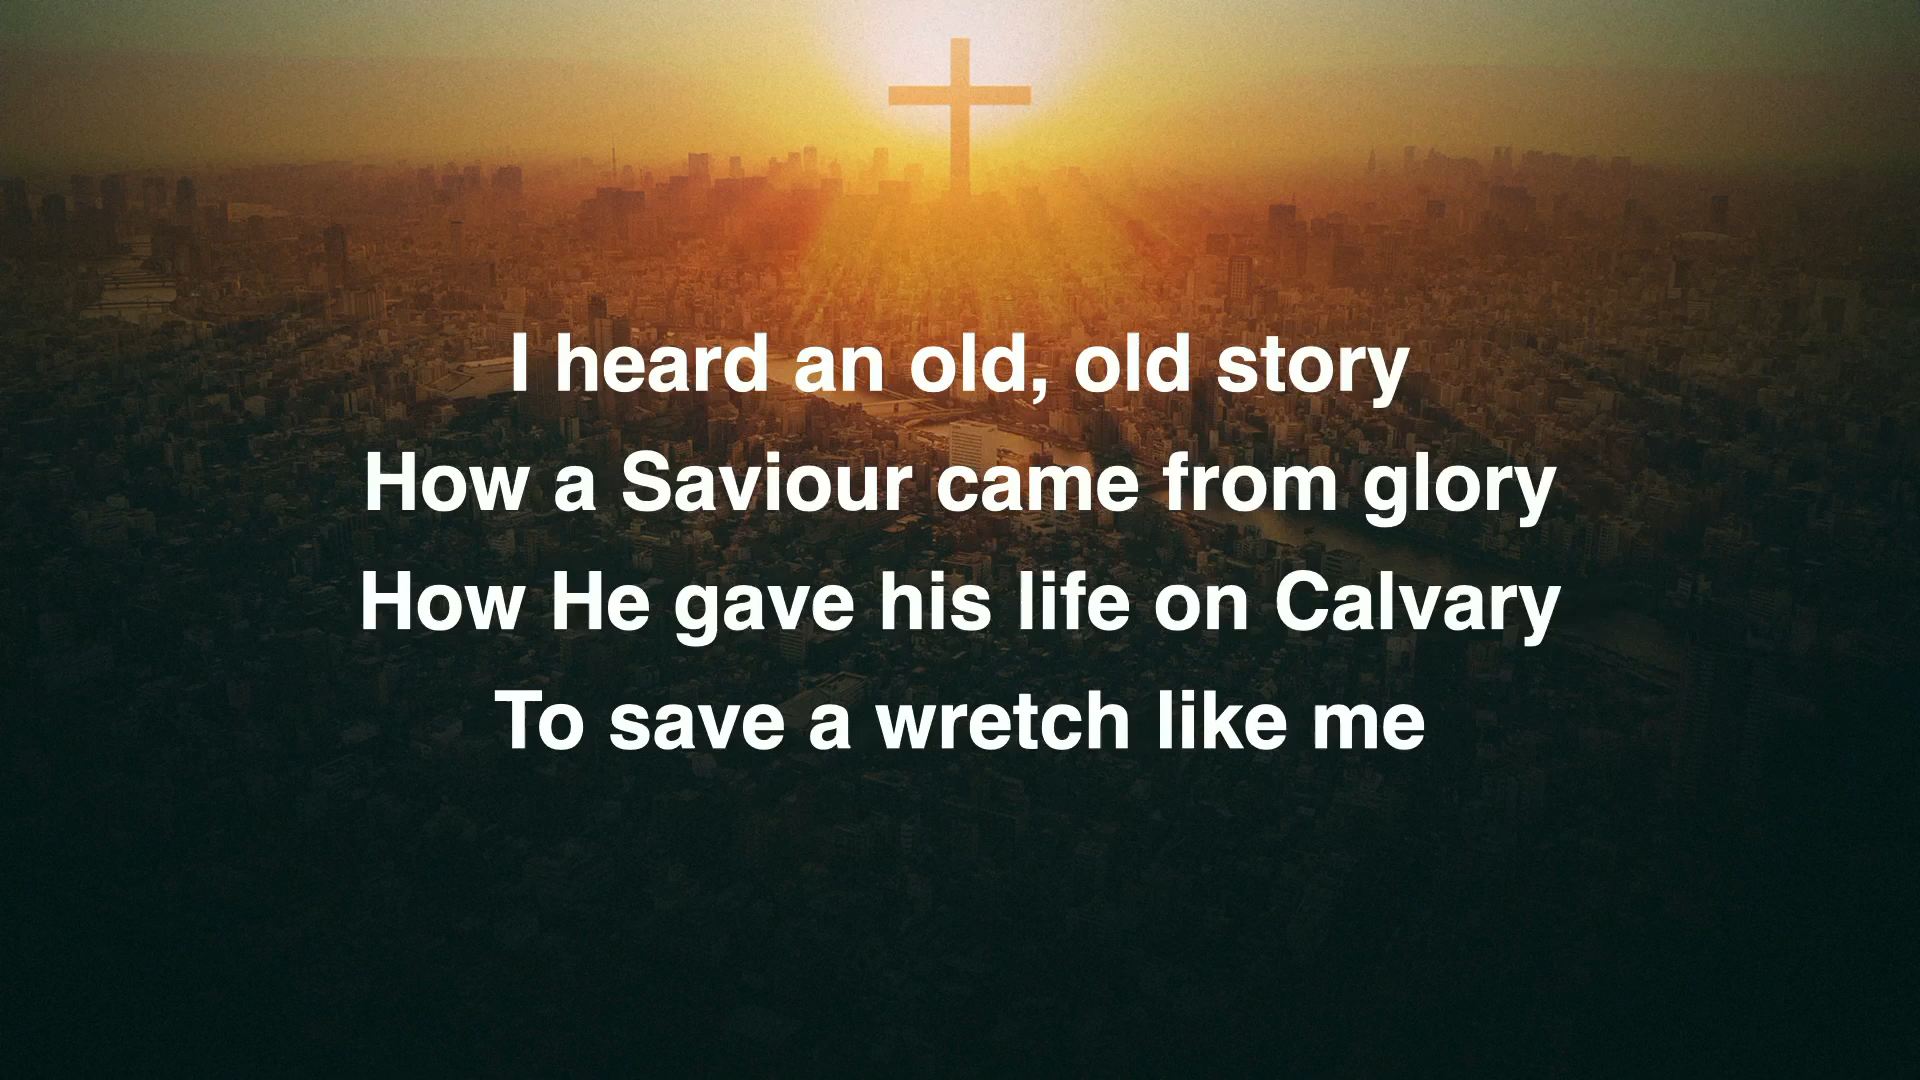 I heard an old, old story
How a Saviour came from glory
How He gave his life on Calvary
To save a wretch like me